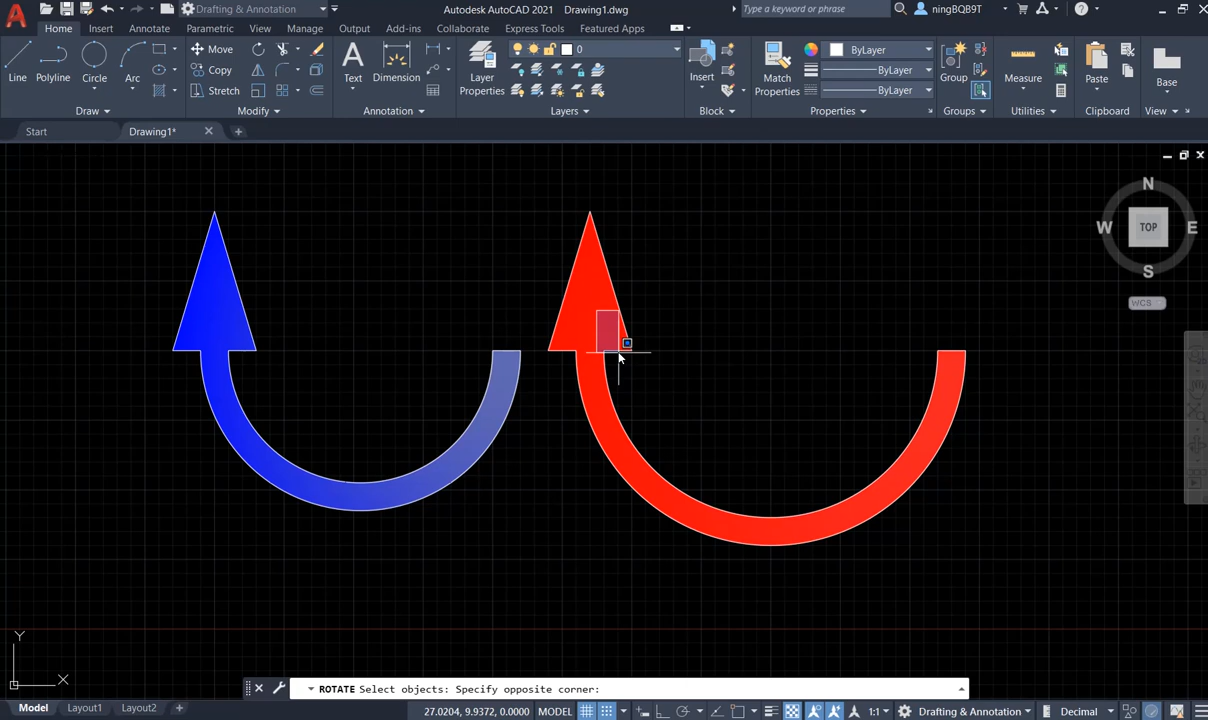 Drafting & Annotation
Autodesk AutoCAD 2021 Drawing1.dwg
Type a keyword or phrase
ningBQB9T
Home Insert Annotate Parametric View Manage Output Add-ins Collaborate Express Tools Featured Apps
Line Polyline Circle Arc
Move
Copy
Stretch
Text Dimension
Layer
Properties
0
Insert
Match
Properties
ByLayer
ByLayer
ByLayer
Group
Measure
Paste
Base
Draw Modify Annotation Layers Block Properties Groups Utilities Clipboard View
Start Drawing1*
N
W TOP E
S
WCS
Y
X
ROTATE Select objects: Specify opposite corner:
Model Layout1 Layout2
27.0204, 9.9372, 0.0000 MODEL 1:1 Drafting & Annotation Decimal